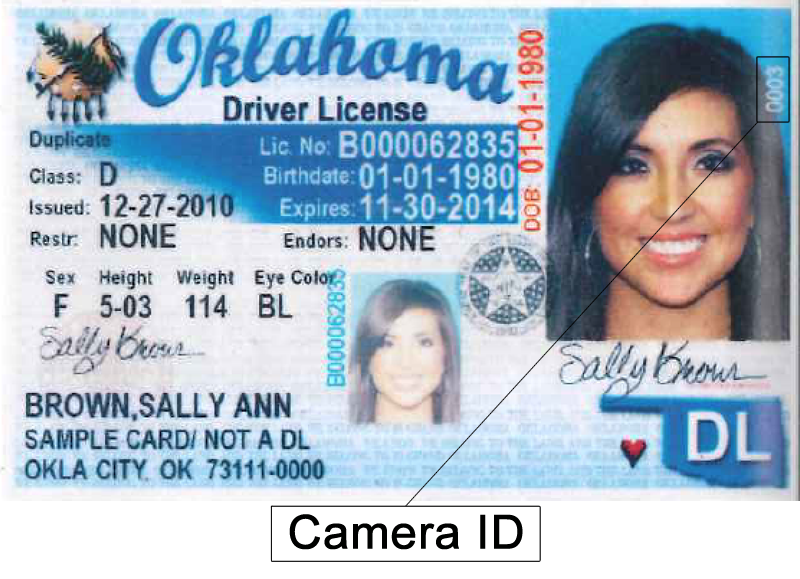 Oklahoma
Driver License
Duplicate
Lic. No: B000062835
Class: D
Birthdate: 01-01-1980
Issued: 12-27-2010
Expires: 11-30-2014
Restr: NONE
Endors: NONE
Sex Height Weight Eye Color
F 5-03 114 BL
Sally Brown
B000062835
BROWN,SALLY ANN
SAMPLE CARD/ NOT A DL
OKLA CITY, OK 73111-0000
DOB: 01-01-1980
0003
Sally Brown
DL
Camera ID